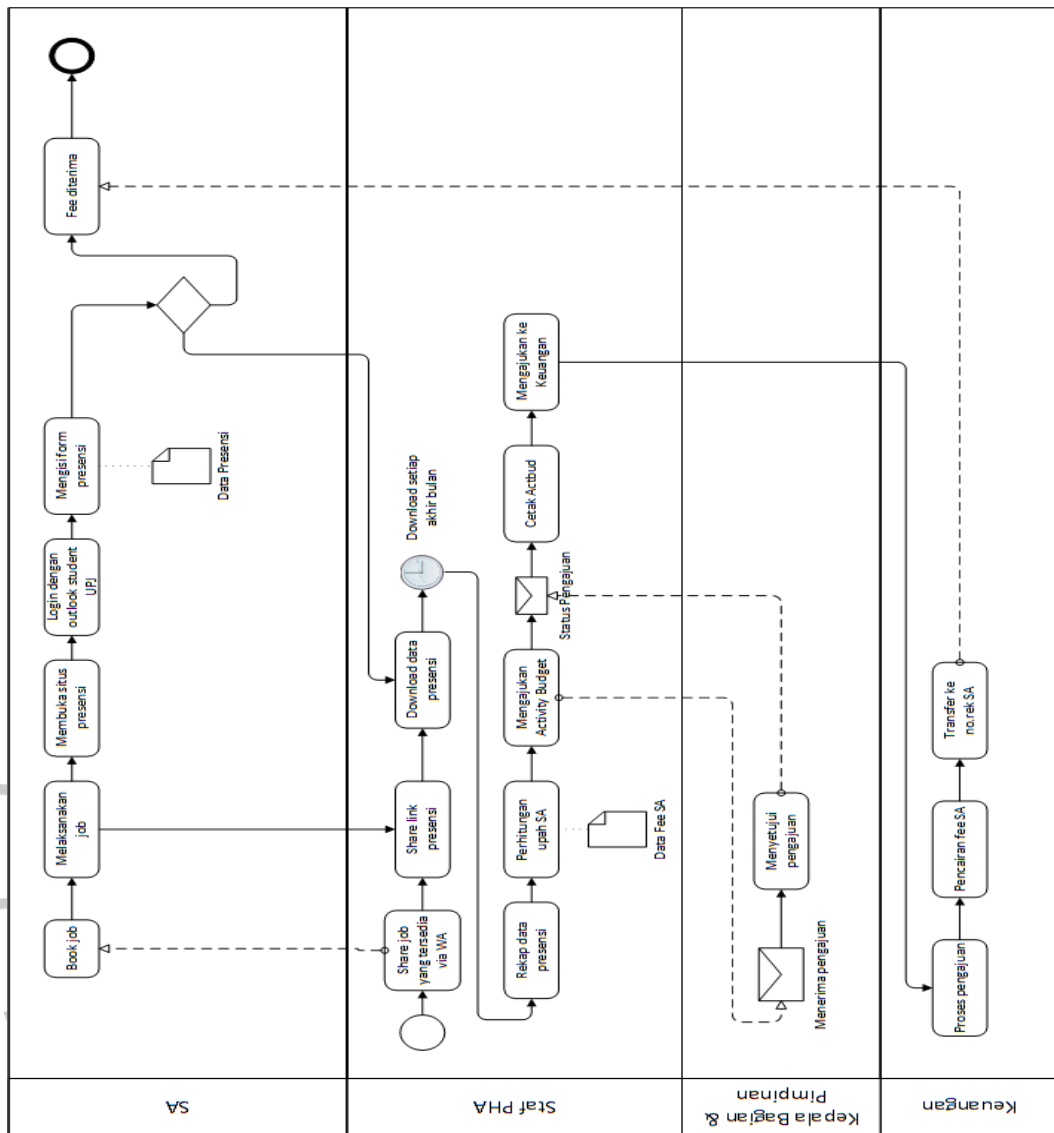 SA
Book job
Melaksanakan
job
Membuka situs
presensi
Login dengan
outlook student
UPJ
Mengisi form
presensi
Data Presensi
Fee diterima
Staf PHA
Share job
yang tersedia
via WA
Share link
presensi
Download data
presensi
Download setiap
akhir bulan
Rekap data
presensi
Perhitungan
upah SA
Data Fee SA
Mengajukan
Activity Budget
Status Pengajuan
Cetak Actbud
Mengajukan ke
Keuangan
Kepala Bagian &
Pimpinan
Menerima pengajuan
Menyetujui
pengajuan
Keuangan
Proses pengajuan
Pencairan fee SA
Transfer ke
no.rek SA